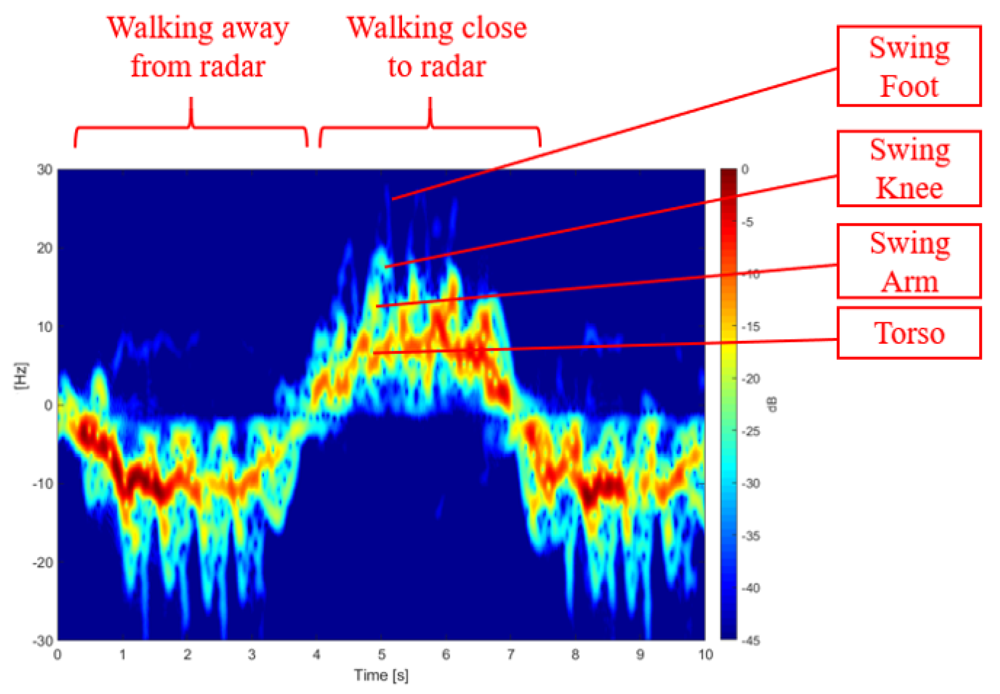 Walking away
from radar
Walking close
to radar
Swing
Foot
Swing
Knee
Swing
Arm
Torso
30
20
10
0
-10
-20
-30
[Hz]
0 1 2 3 4 5 6 7 8 9 10
Time [s]
0
-5
-10
-15
-20
-25
-30
-35
-40
-45
dB